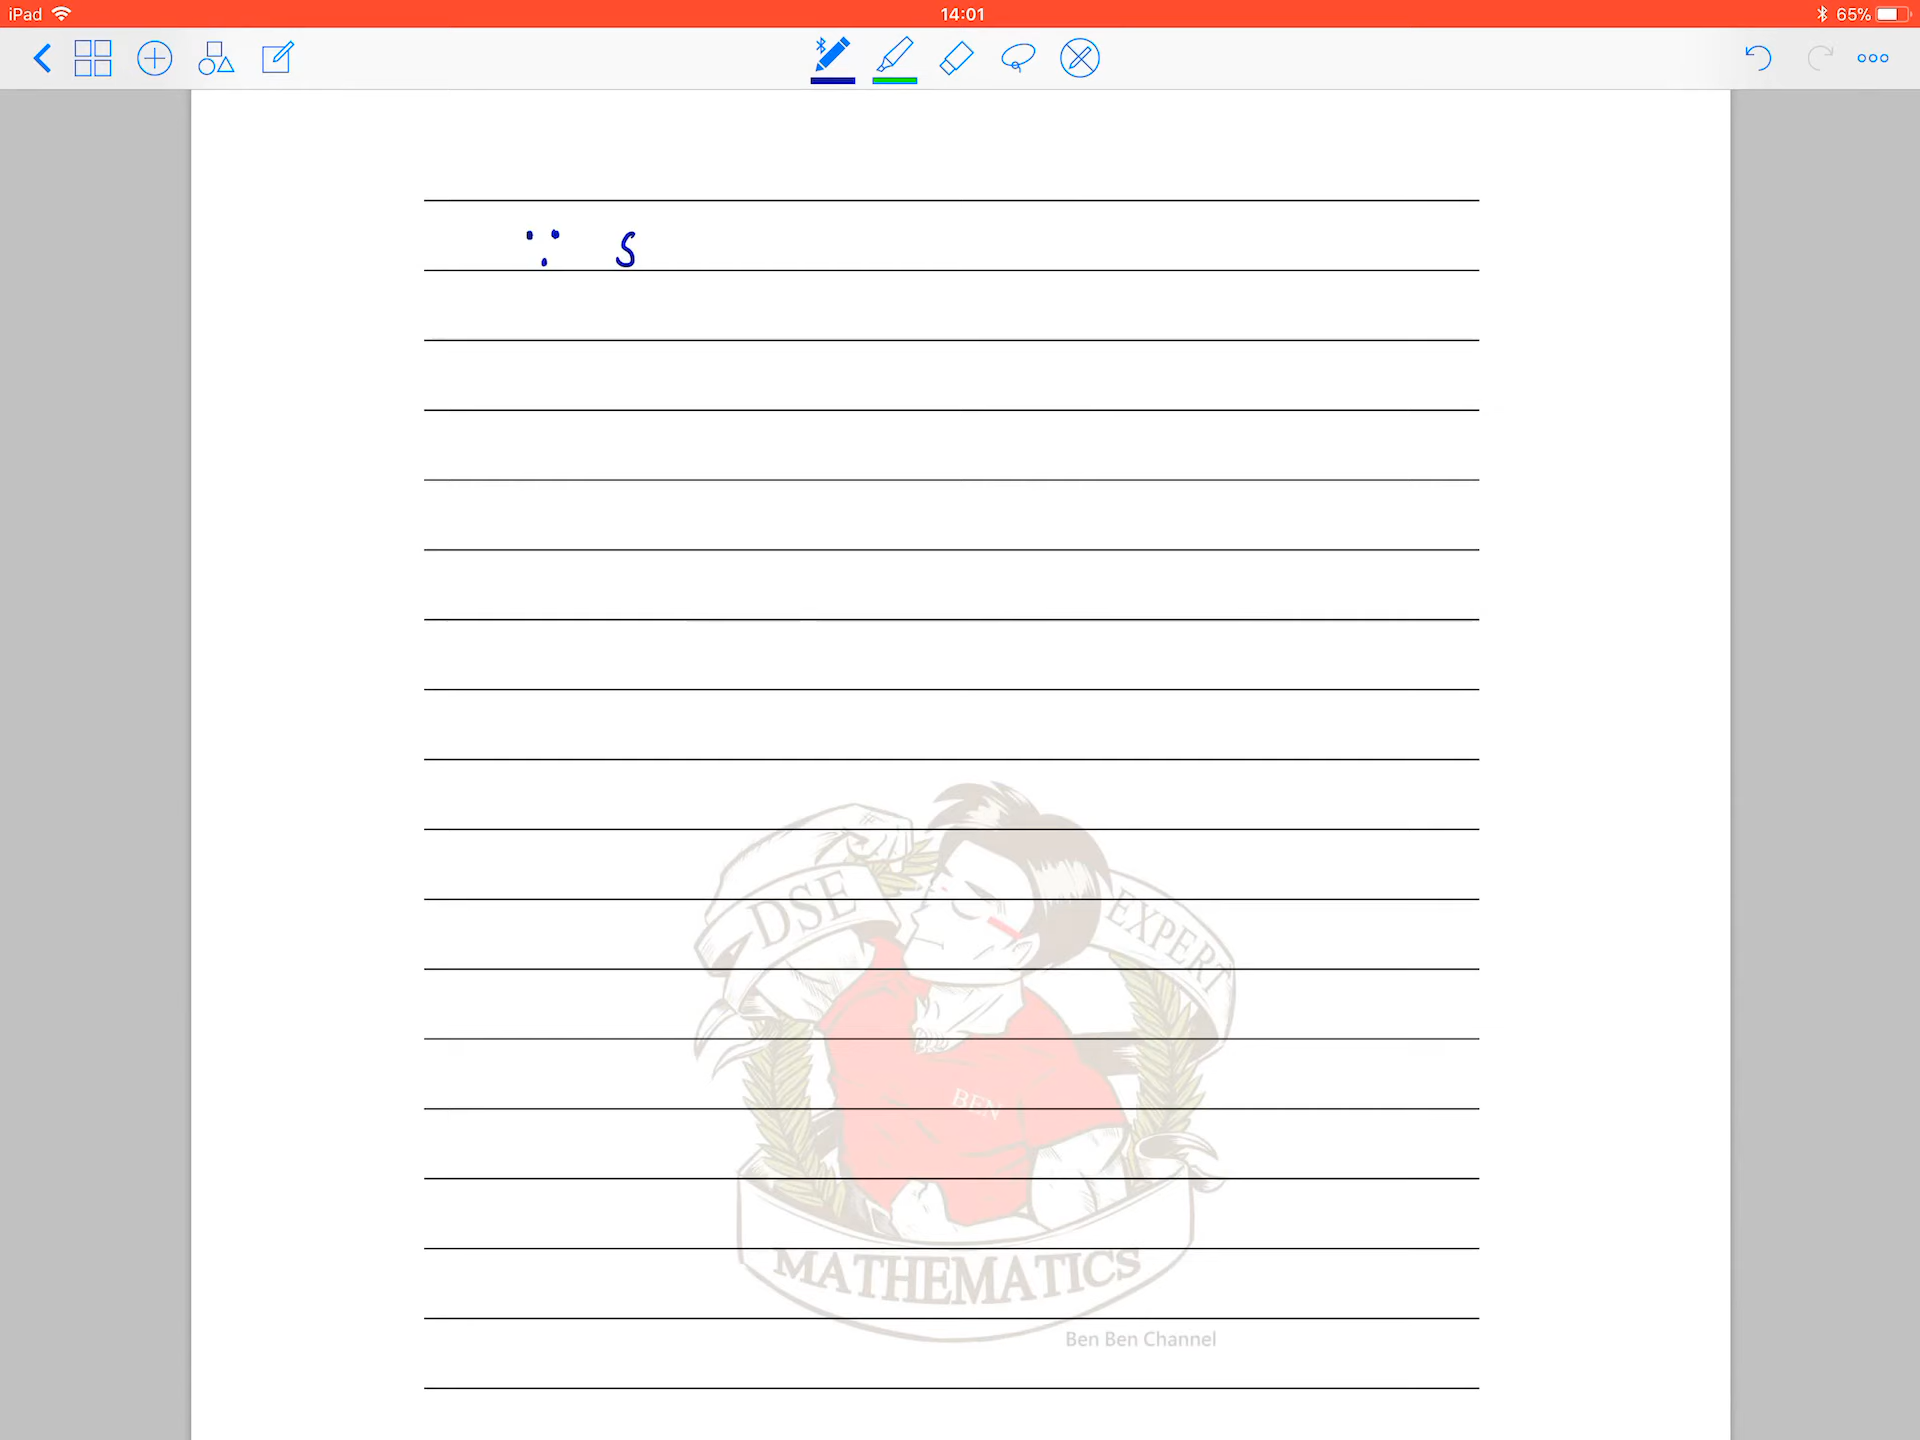 iPad 14:01 65%
∵ s
DSE EXPERT
BEN
MATHEMATICS
Ben Ben Channel